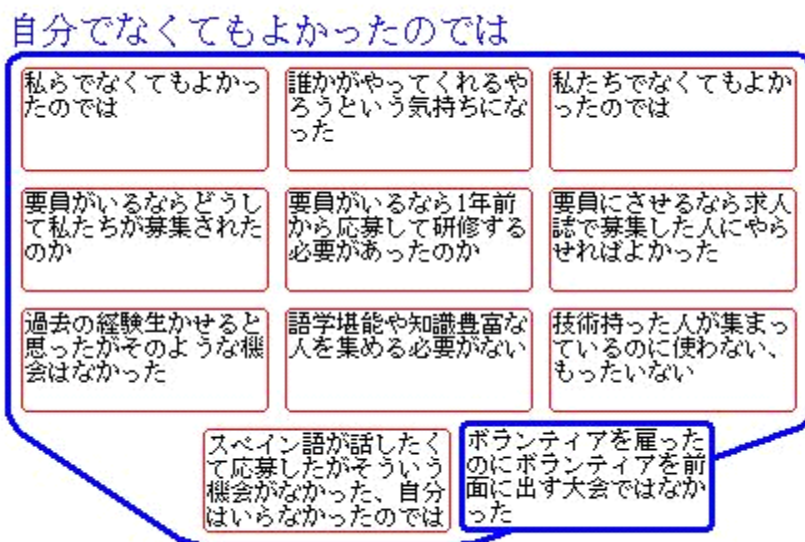 自分でなくてもよかったのでは
私らでなくてもよかっ
たのでは
誰かがやってくれるや
ろうという気持ちにな
った
私たちでなくてもよか
ったのでは
要員がいるならどうし
て私たちが募集された
のか
要員がいるなら1年前
から応募して研修する
必要があったのか
要員にさせるなら求人
誌で募集した人にやら
せればよかった
過去の経験生かせると
思ったがそのような機
会はなかった
語学堪能や知識豊富な
人を集める必要がない
技術持った人が集まっ
ているのに使わない、
もったいない
スペイン語が話したく
て応募したがそういう
機会がなかった、自分
はいらなかったのでは
ボランティアを雇った
のにボランティアを前
面に出す大会ではなか
った